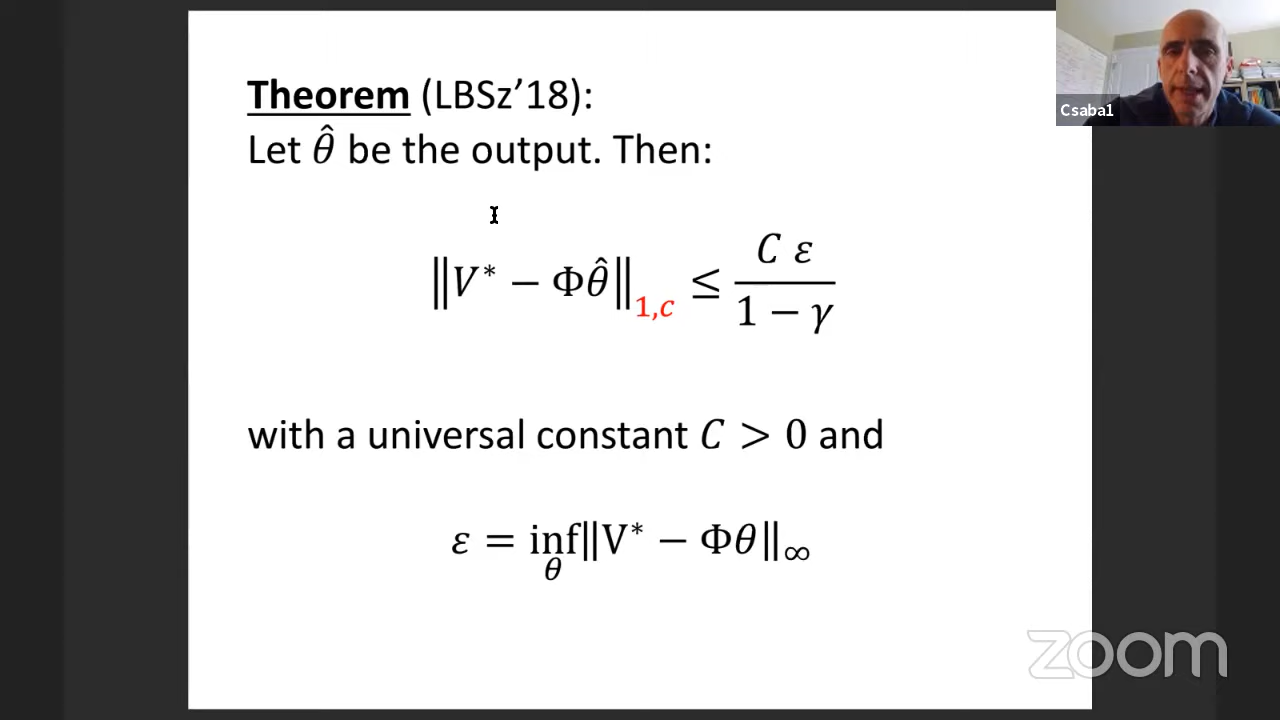 Theorem (LBSz’18):
Let θ̂ be the output. Then:
‖V* − Φθ̂‖₁,c ≤ C ε / (1 − γ)
with a universal constant C > 0 and
ε = inf_θ ‖V* − Φθ‖_∞
Csaba1
zoom